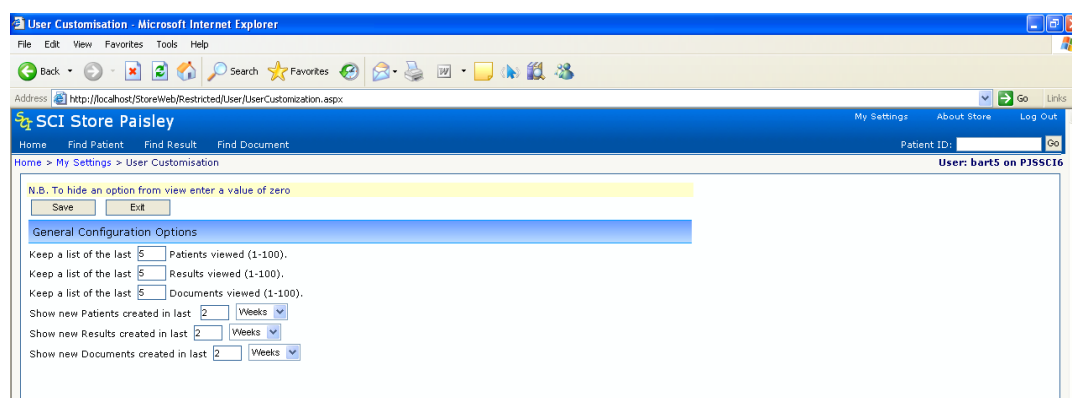 User Customisation - Microsoft Internet Explorer
File Edit View Favorites Tools Help
Back Search Favorites
Address http://localhost/StoreWeb/Restricted/User/UserCustomization.aspx Go Links
SCI Store Paisley My Settings About Store Log Out
Home Find Patient Find Result Find Document Patient ID: Go
Home > My Settings > User Customisation User: bart5 on PJSSCI6
N.B. To hide an option from view enter a value of zero
Save Exit
General Configuration Options
Keep a list of the last 5 Patients viewed (1-100).
Keep a list of the last 5 Results viewed (1-100).
Keep a list of the last 5 Documents viewed (1-100).
Show new Patients created in last 2 Weeks
Show new Results created in last 2 Weeks
Show new Documents created in last 2 Weeks